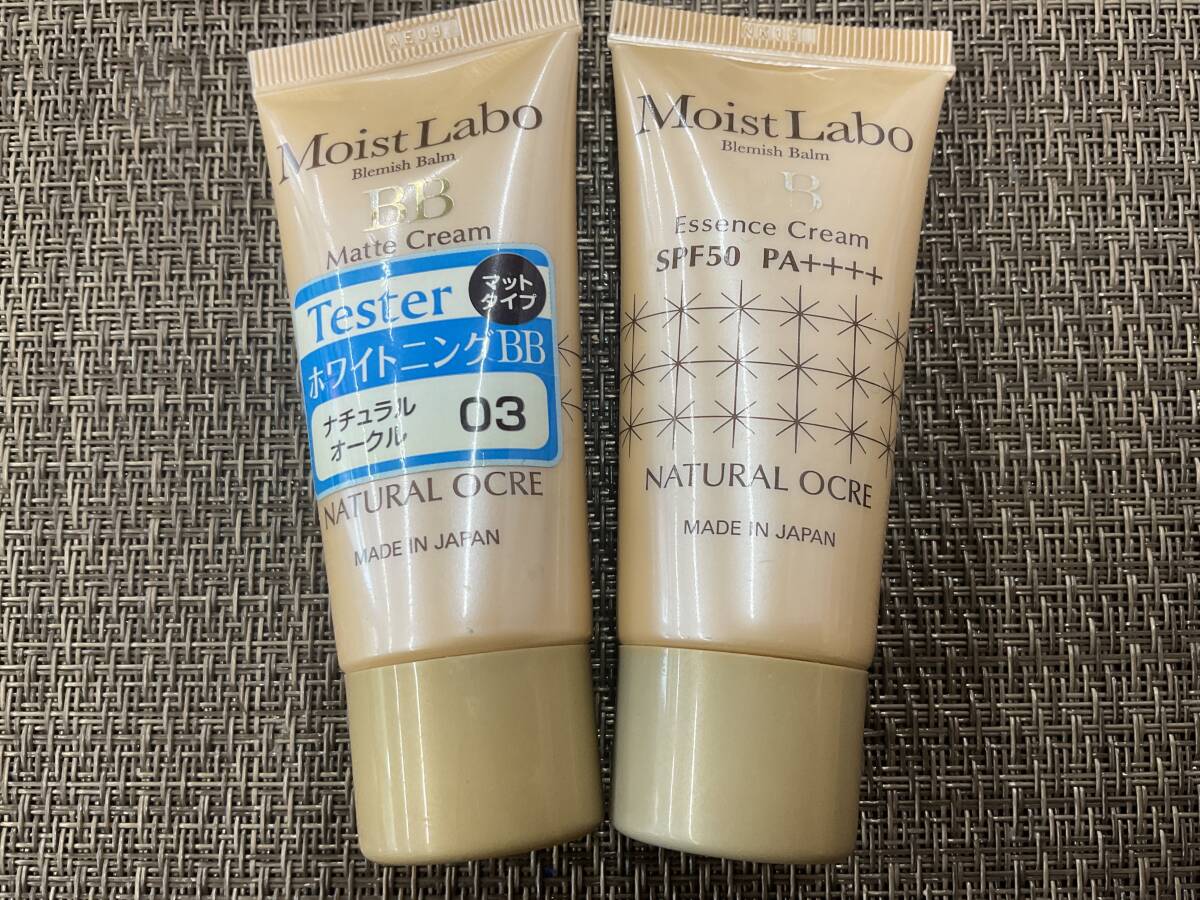 KE09
Moist Labo
Blemish Balm
BB
Matte Cream
Tester
マット
タイプ
ホワイトニングBB
ナチュラル
オークル
03
NATURAL OCRE
MADE IN JAPAN
Moist Labo
Blemish Balm
B
Essence Cream
SPF50 PA++++
NATURAL OCRE
MADE IN JAPAN